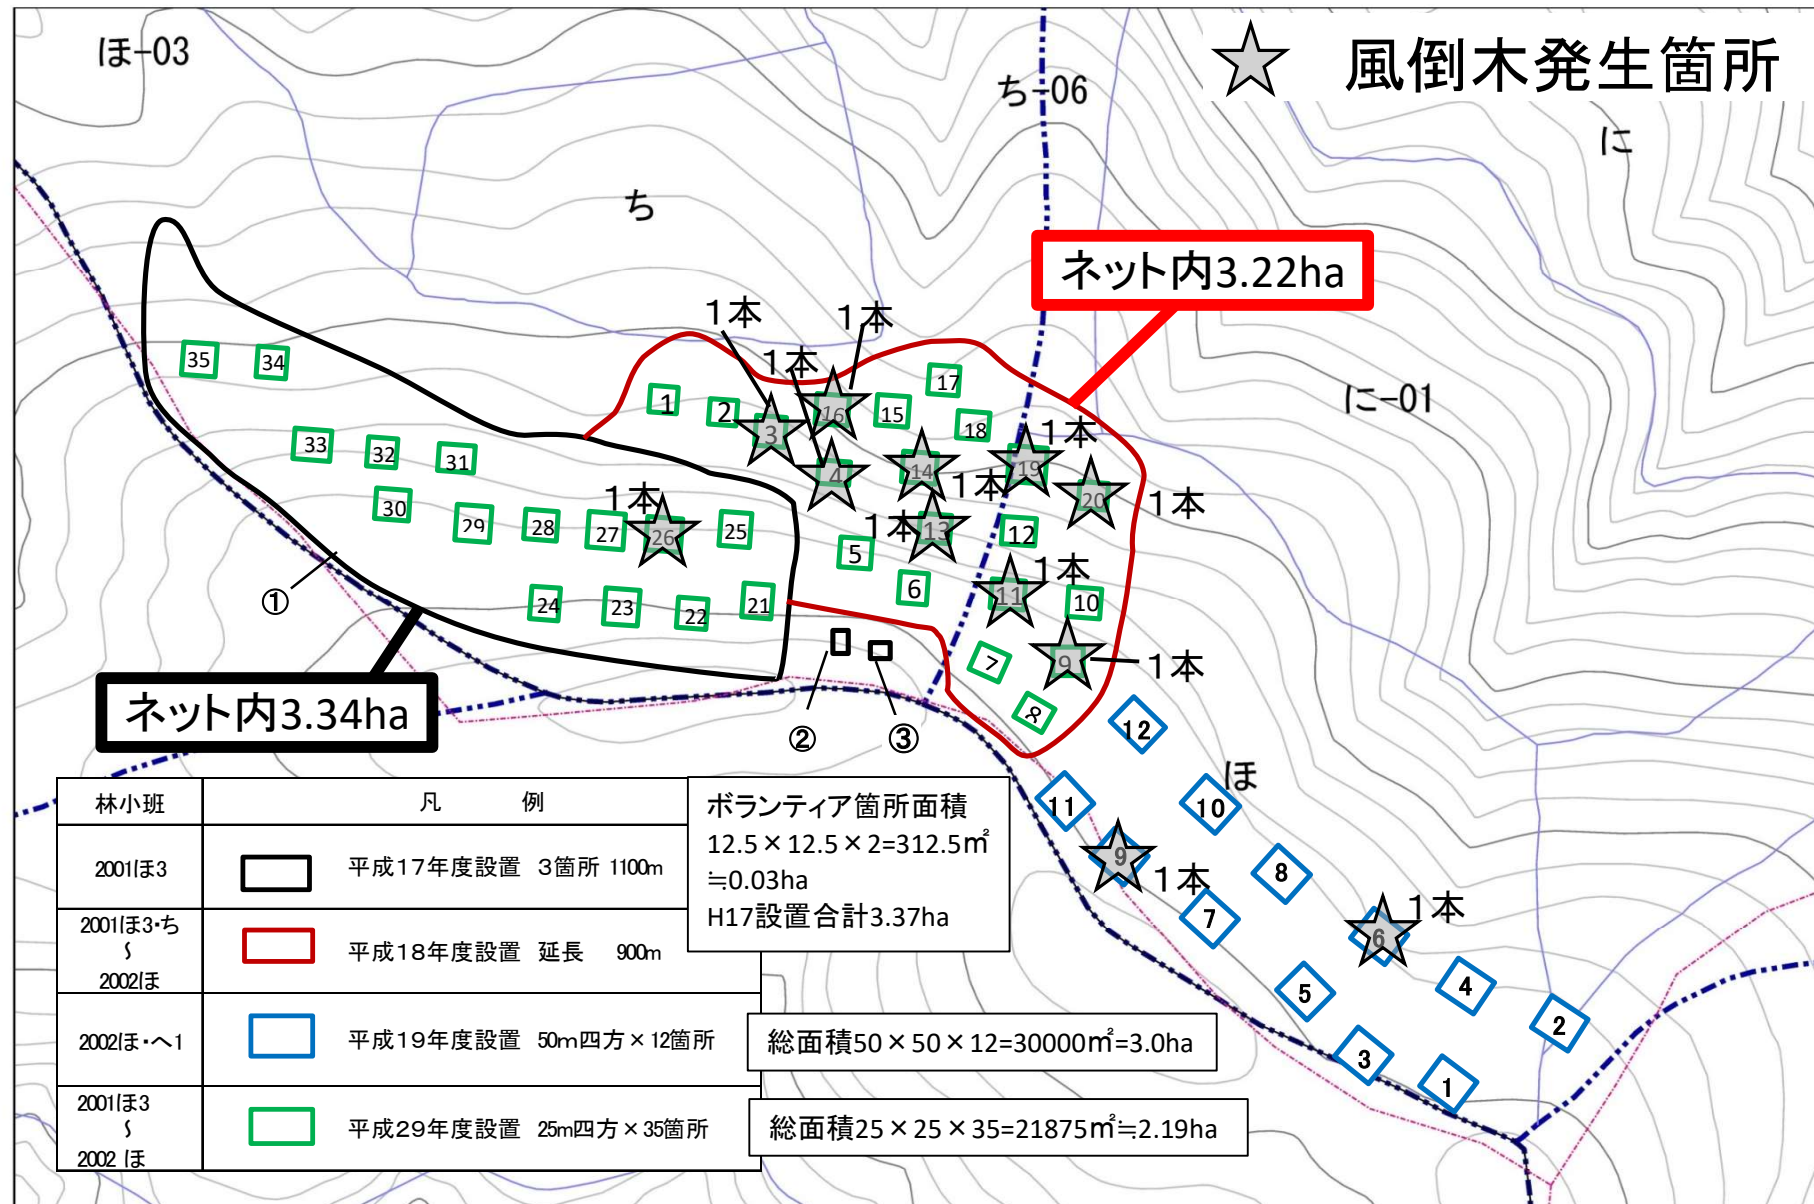 ほ-03
ち-06
風倒木発生箇所
に
ち
ネット内3.22ha
に-01
1本
1本
1本
35
34
1
2
3
16
15
17
18
1本
19
33
32
31
4
14
1本
20
1本
30
29
28
27
1本
26
25
5
1本
13
12
6
11
1本
10
24
23
22
21
①
7
9
1本
8
②
③
ネット内3.34ha
12
ほ
11
10
9
1本
8
7
6
1本
5
4
2
3
1
林小班
凡 例
2001ほ3
平成17年度設置 3箇所 1100m
2001ほ3・ち
〜
2002ほ
平成18年度設置 延長 900m
2002ほ・へ1
平成19年度設置 50m四方×12箇所
2001ほ3
〜
2002 ほ
平成29年度設置 25m四方×35箇所
ボランティア箇所面積
12.5×12.5×2=312.5㎡
≒0.03ha
H17設置合計3.37ha
総面積50×50×12=30000㎡=3.0ha
総面積25×25×35=21875㎡≒2.19ha